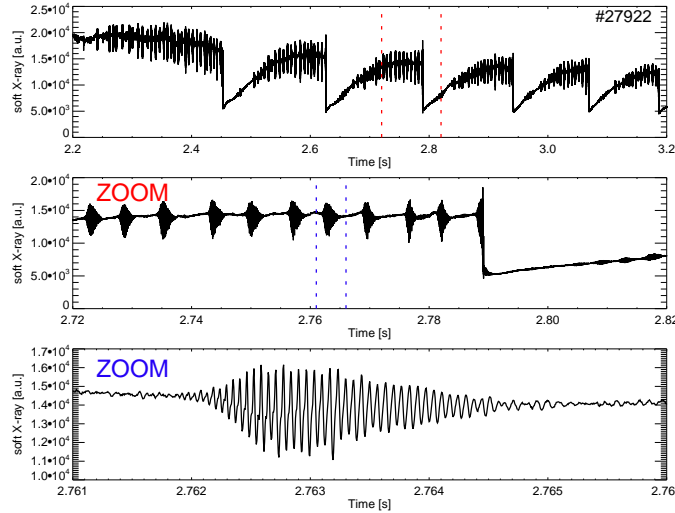 #27922
soft X-ray [a.u.]
2.5•10⁴
2.0•10⁴
1.5•10⁴
1.0•10⁴
5.0•10³
0
2.2 2.4 2.6 2.8 3.0 3.2
Time [s]
ZOOM
soft X-ray [a.u.]
2.0•10⁴
1.5•10⁴
1.0•10⁴
5.0•10³
0
2.72 2.74 2.76 2.78 2.80 2.82
Time [s]
ZOOM
soft X-ray [a.u.]
1.7•10⁴
1.6•10⁴
1.5•10⁴
1.4•10⁴
1.3•10⁴
1.2•10⁴
1.1•10⁴
1.0•10⁴
2.761 2.762 2.763 2.764 2.765 2.76
Time [s]